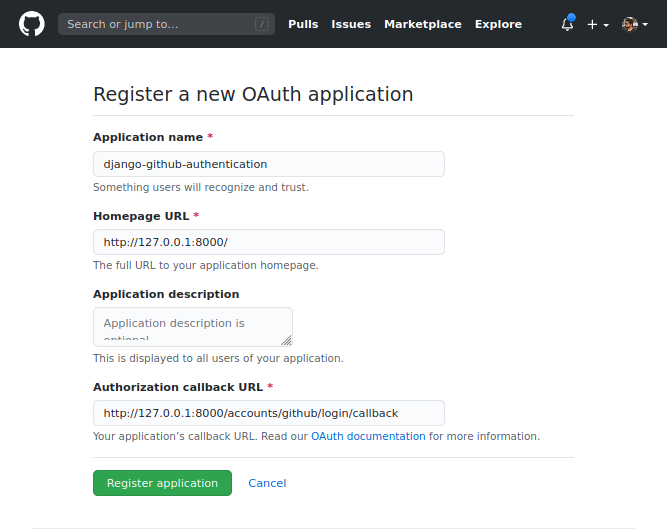 Search or jump to… /
Pulls Issues Marketplace Explore
Register a new OAuth application
Application name *
django-github-authentication
Something users will recognize and trust.
Homepage URL *
http://127.0.0.1:8000/
The full URL to your application homepage.
Application description
Application description is
optional
This is displayed to all users of your application.
Authorization callback URL *
http://127.0.0.1:8000/accounts/github/login/callback
Your application's callback URL. Read our OAuth documentation for more information.
Register application Cancel